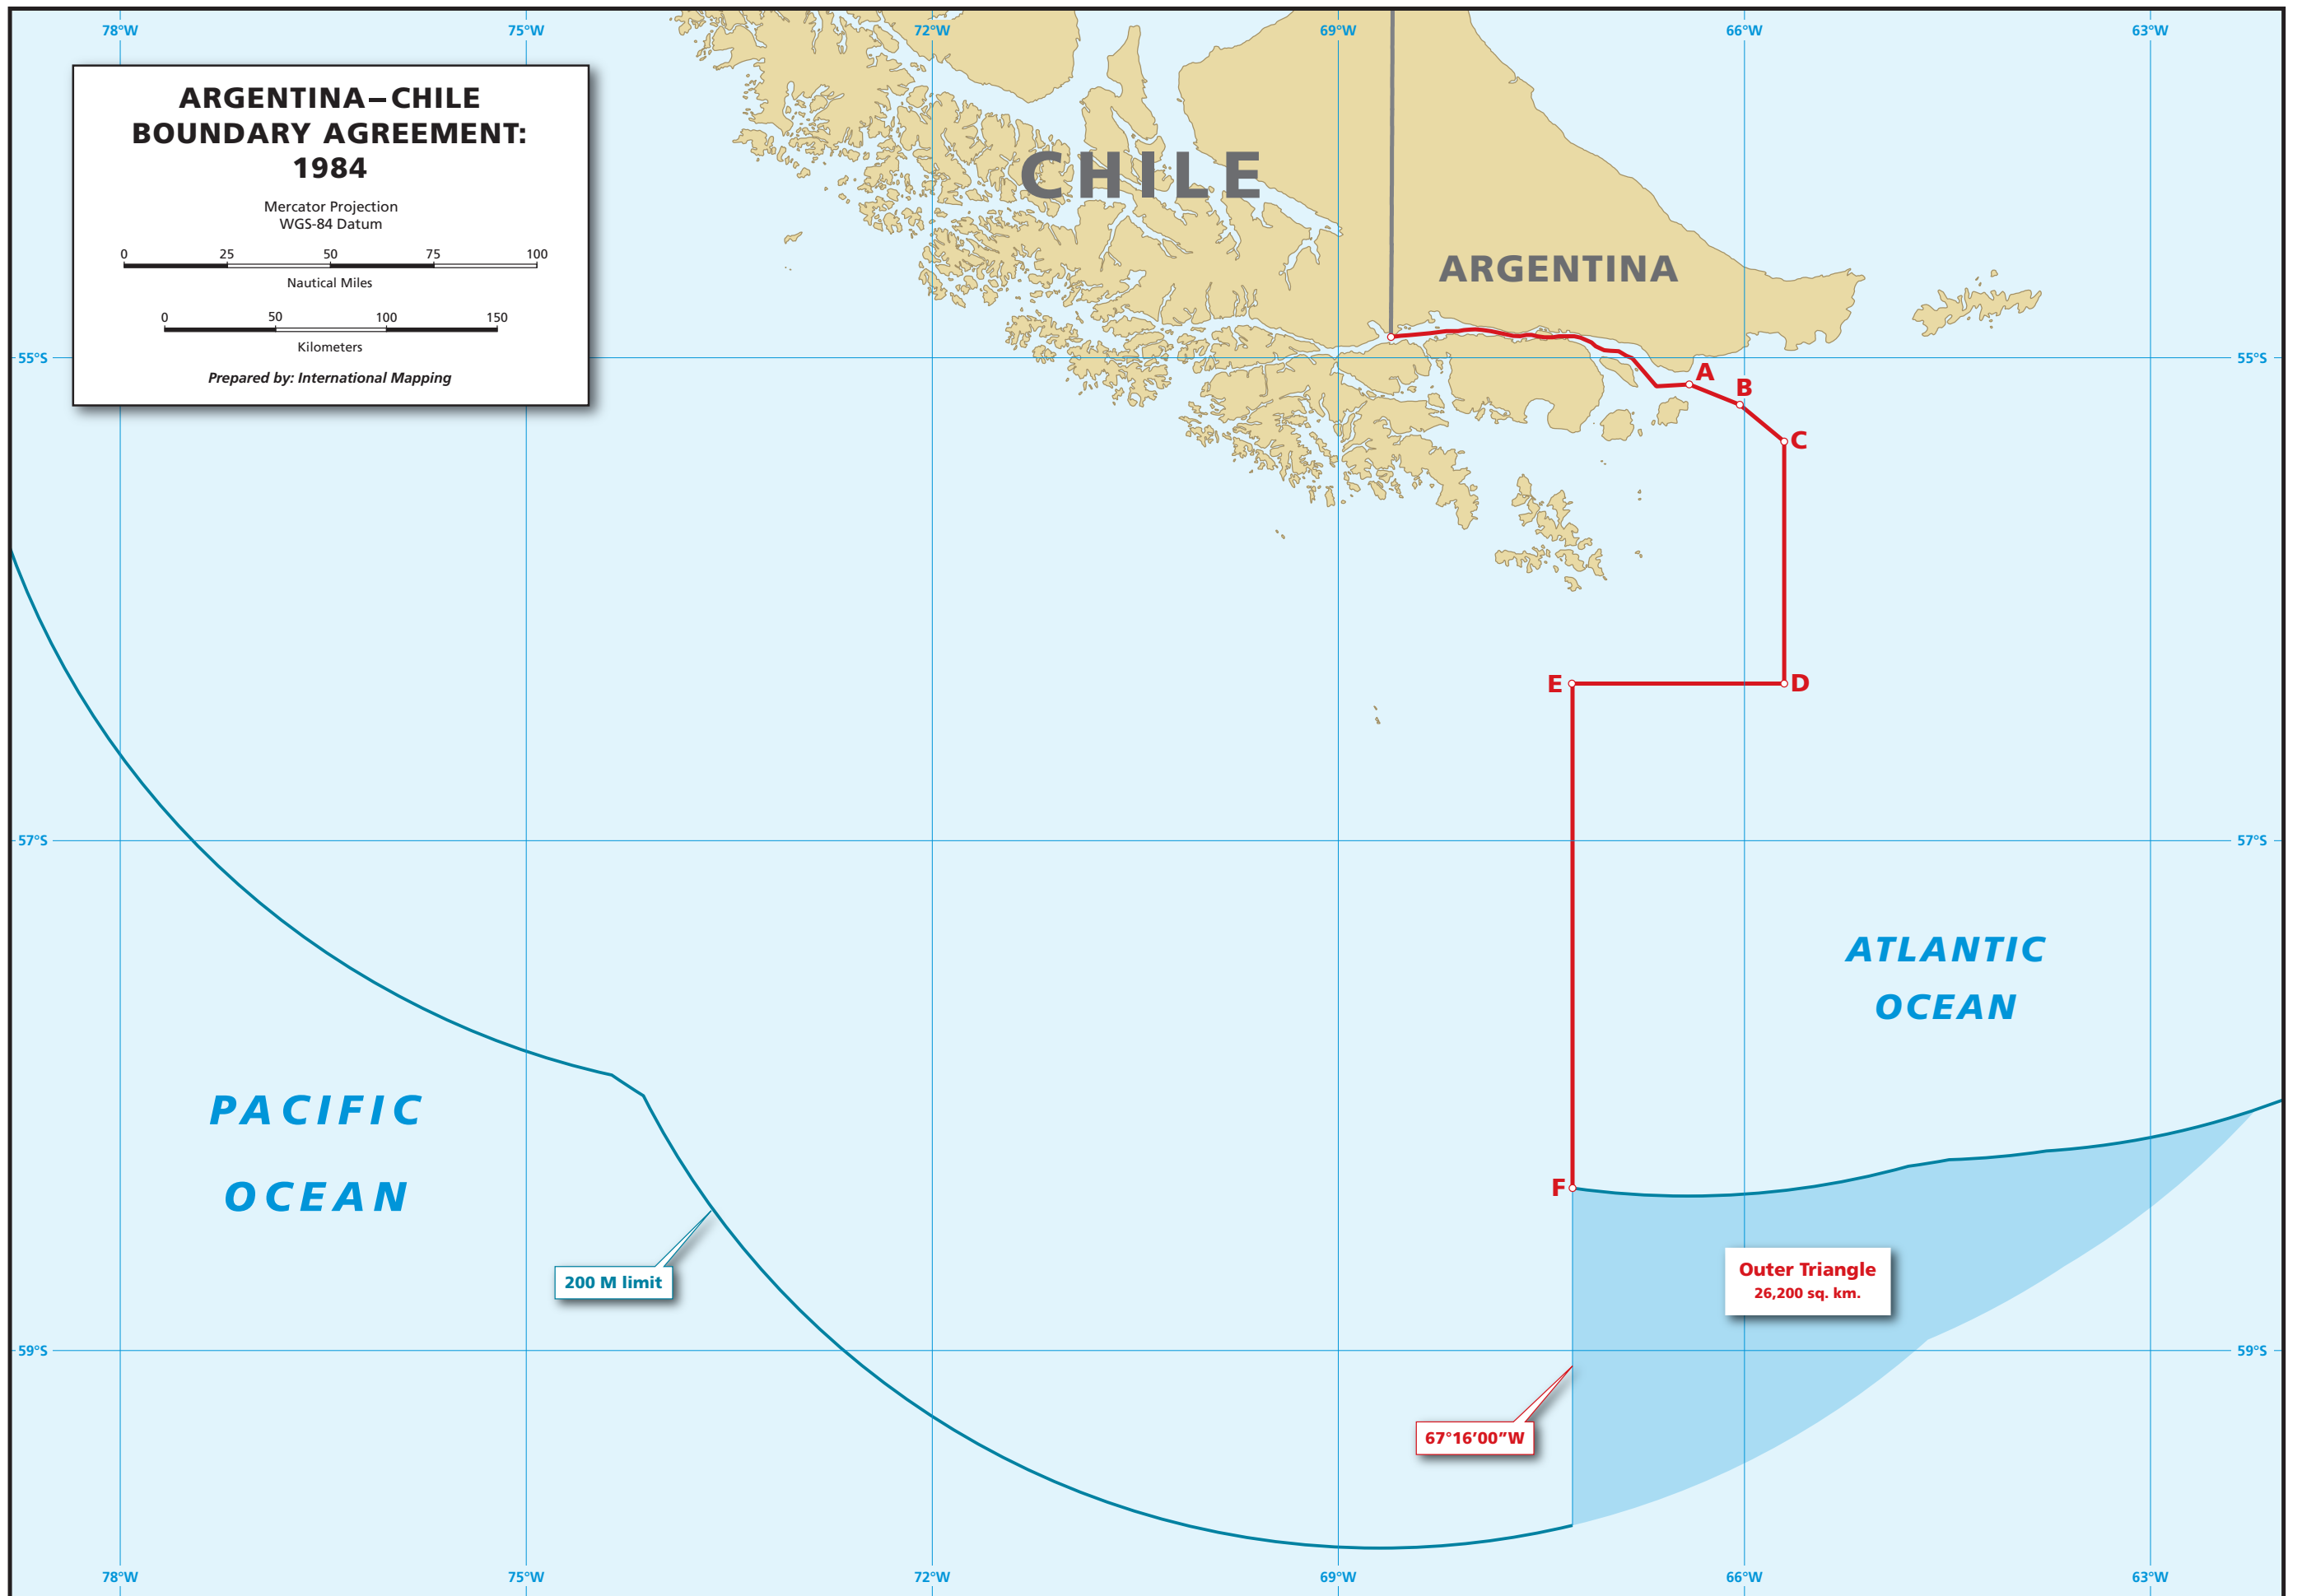 78°W 75°W 72°W 69°W 66°W 63°W
ARGENTINA–CHILE
BOUNDARY AGREEMENT:
1984
Mercator Projection
WGS-84 Datum
0 25 50 75 100
Nautical Miles
0 50 100 150
Kilometers
Prepared by: International Mapping
CHILE
ARGENTINA
55°S 55°S
A
B
C
E D
57°S 57°S
ATLANTIC
OCEAN
PACIFIC
OCEAN
F
200 M limit
Outer Triangle
26,200 sq. km.
59°S 59°S
67°16’00”W
78°W 75°W 72°W 69°W 66°W 63°W